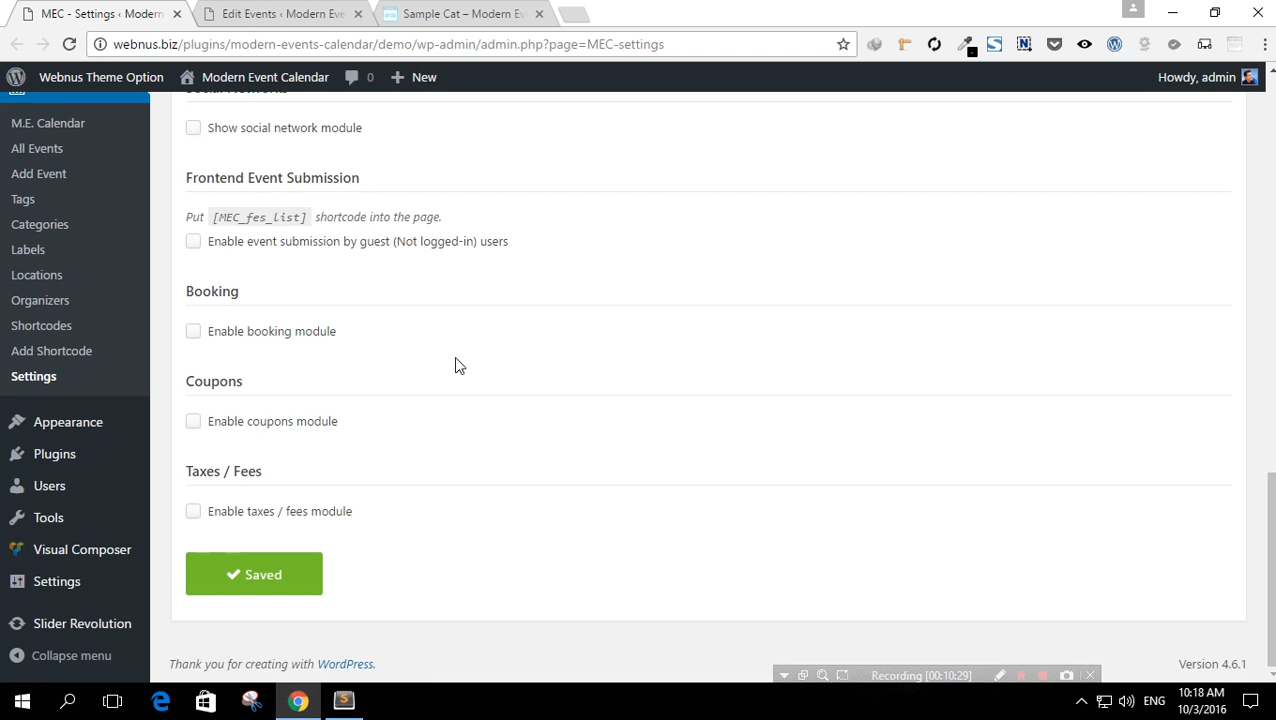 MEC - Settings ‹ Modern
Edit Events ‹ Modern Eve
Sample Cat – Modern Eve
webnus.biz/plugins/modern-events-calendar/demo/wp-admin/admin.php?page=MEC-settings
Webnus Theme Option
Modern Event Calendar
0
New
Howdy, admin
M.E. Calendar
All Events
Add Event
Tags
Categories
Labels
Locations
Organizers
Shortcodes
Add Shortcode
Settings
Appearance
Plugins
Users
Tools
Visual Composer
Settings
Slider Revolution
Collapse menu
Social Networks
Show social network module
Frontend Event Submission
Put [MEC_fes_list] shortcode into the page.
Enable event submission by guest (Not logged-in) users
Booking
Enable booking module
Coupons
Enable coupons module
Taxes / Fees
Enable taxes / fees module
Saved
Thank you for creating with WordPress.
Version 4.6.1
Recording [00:10:29]
ENG
10:18 AM
10/3/2016